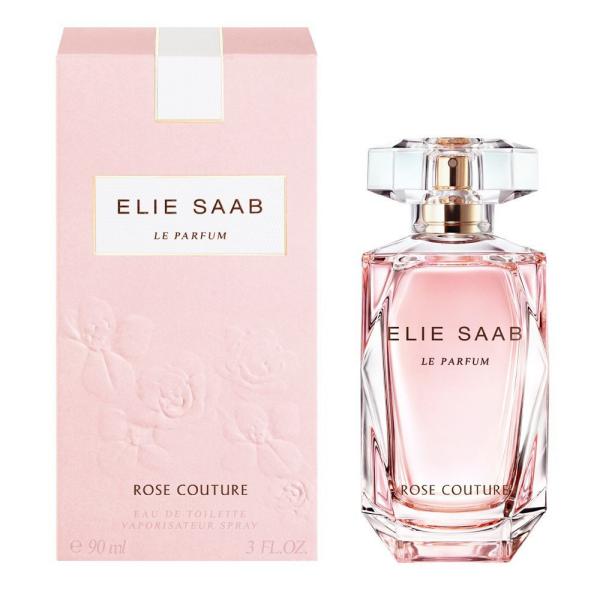 ELIE SAAB
LE PARFUM
ROSE COUTURE
EAU DE TOILETTE
VAPORISATEUR SPRAY
℮ 90 ml 3 FL.OZ.
ELIE SAAB
LE PARFUM
ROSE COUTURE